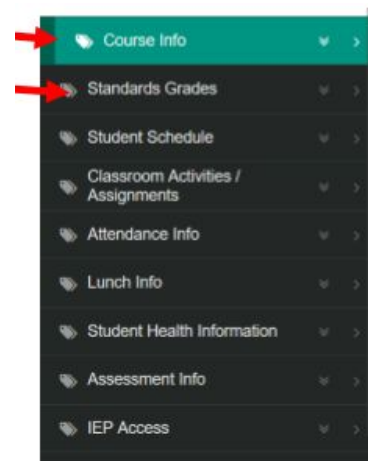 Course Info
Standards Grades
Student Schedule
Classroom Activities /
Assignments
Attendance Info
Lunch Info
Student Health Information
Assessment Info
IEP Access